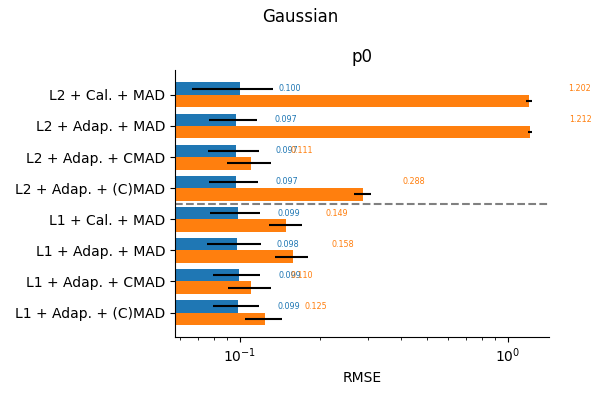 Gaussian
p0
L2 + Cal. + MAD 0.100 1.202
L2 + Adap. + MAD 0.097 1.212
L2 + Adap. + CMAD 0.097 0.111
L2 + Adap. + (C)MAD 0.097 0.288
L1 + Cal. + MAD 0.099 0.149
L1 + Adap. + MAD 0.098 0.158
L1 + Adap. + CMAD 0.099 0.110
L1 + Adap. + (C)MAD 0.099 0.125
10⁻¹ 10⁰
RMSE